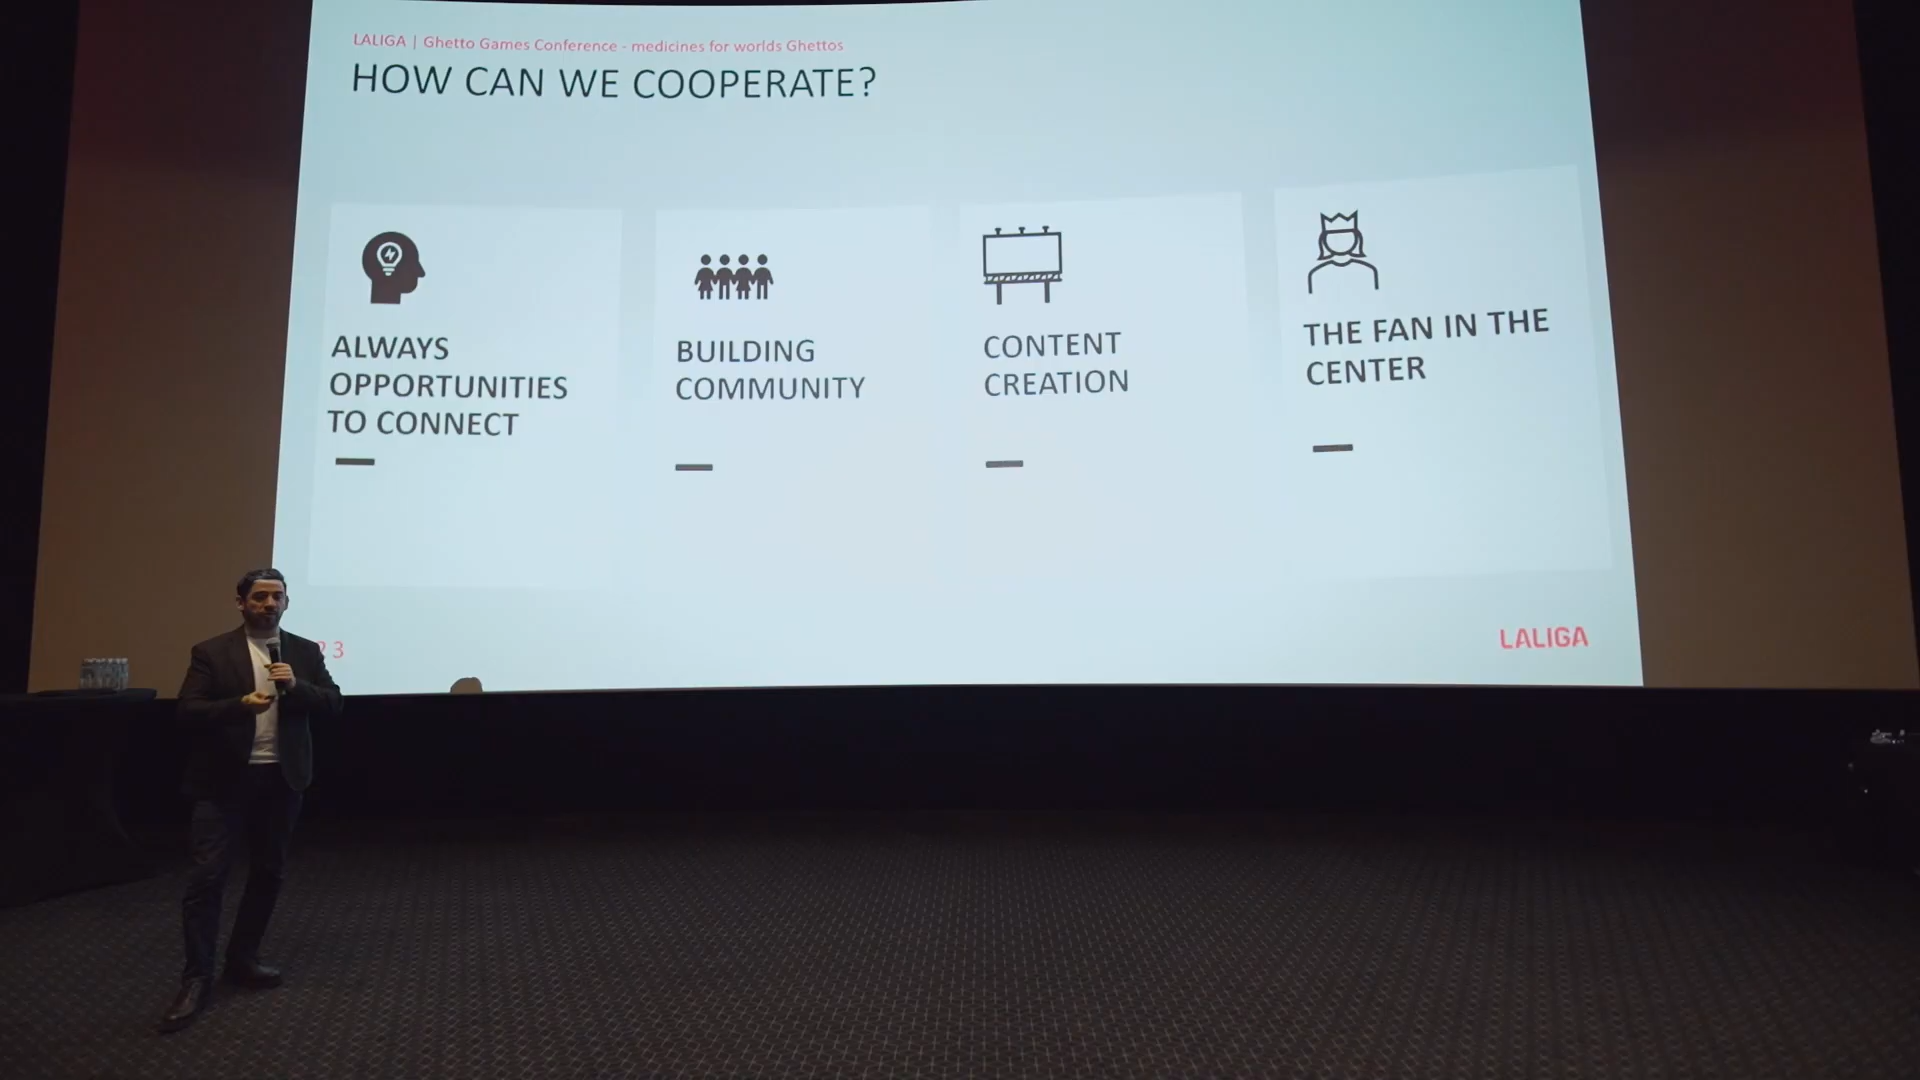 LALIGA | Ghetto Games Conference - medicines for worlds Ghettos
HOW CAN WE COOPERATE?
ALWAYS
OPPORTUNITIES
TO CONNECT
BUILDING
COMMUNITY
CONTENT
CREATION
THE FAN IN THE
CENTER
LALIGA